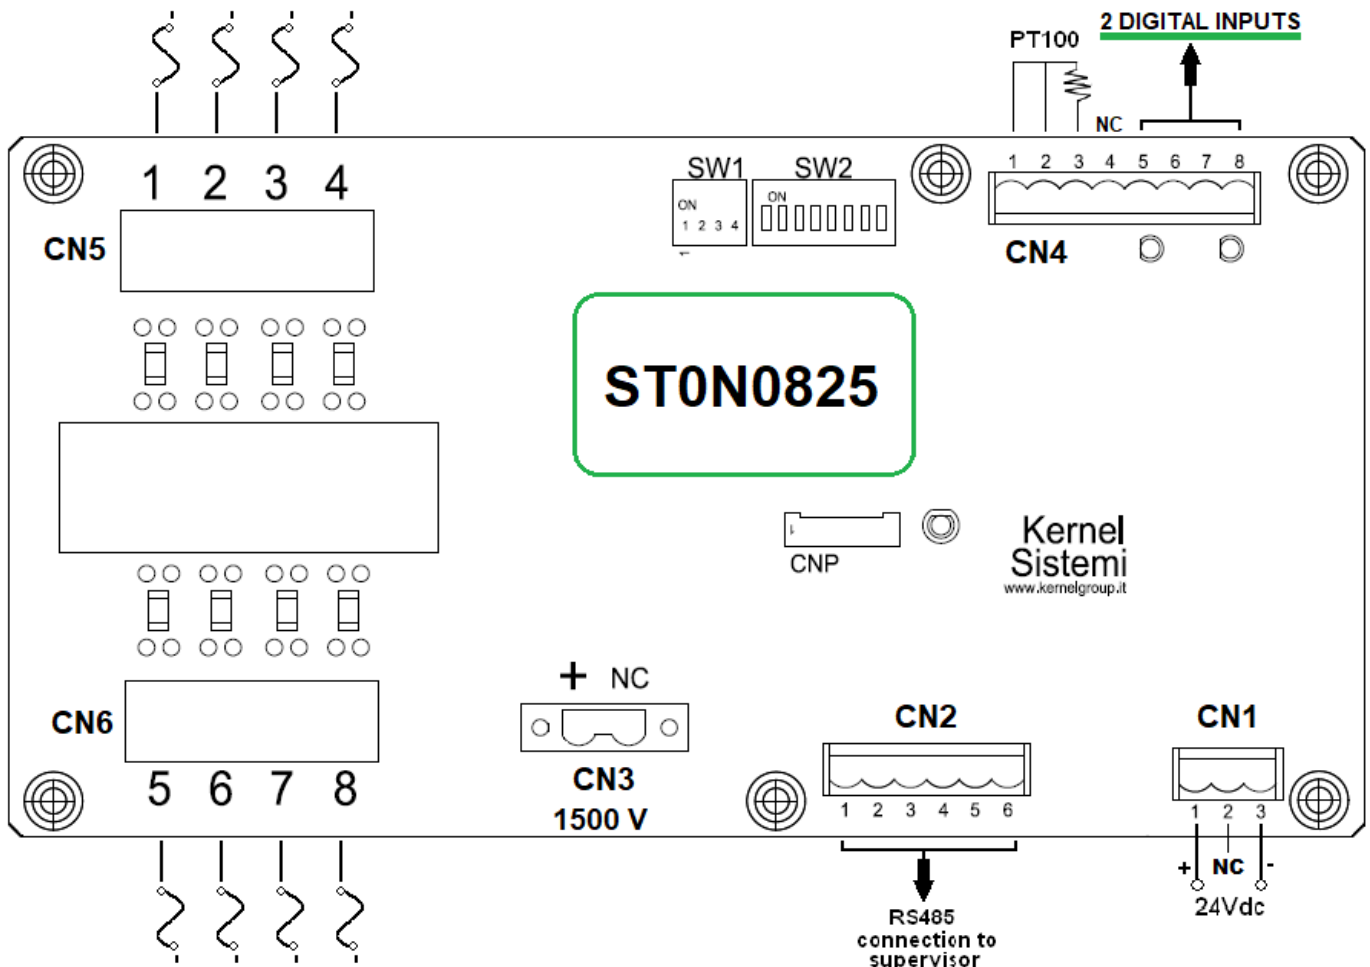 2 DIGITAL INPUTS
PT100
NC
1 2 3 4
1 2 3 4 5 6 7 8
SW1 SW2
ON
1 2 3 4
ON
CN5
CN4
ST0N0825
1
CNP
Kernel
Sistemi
www.kernelgroup.it
+ NC
CN6
CN3
1500 V
CN2
CN1
5 6 7 8
1 2 3 4 5 6
1 2 3
+ NC -
24Vdc
RS485
connection to
supervisor